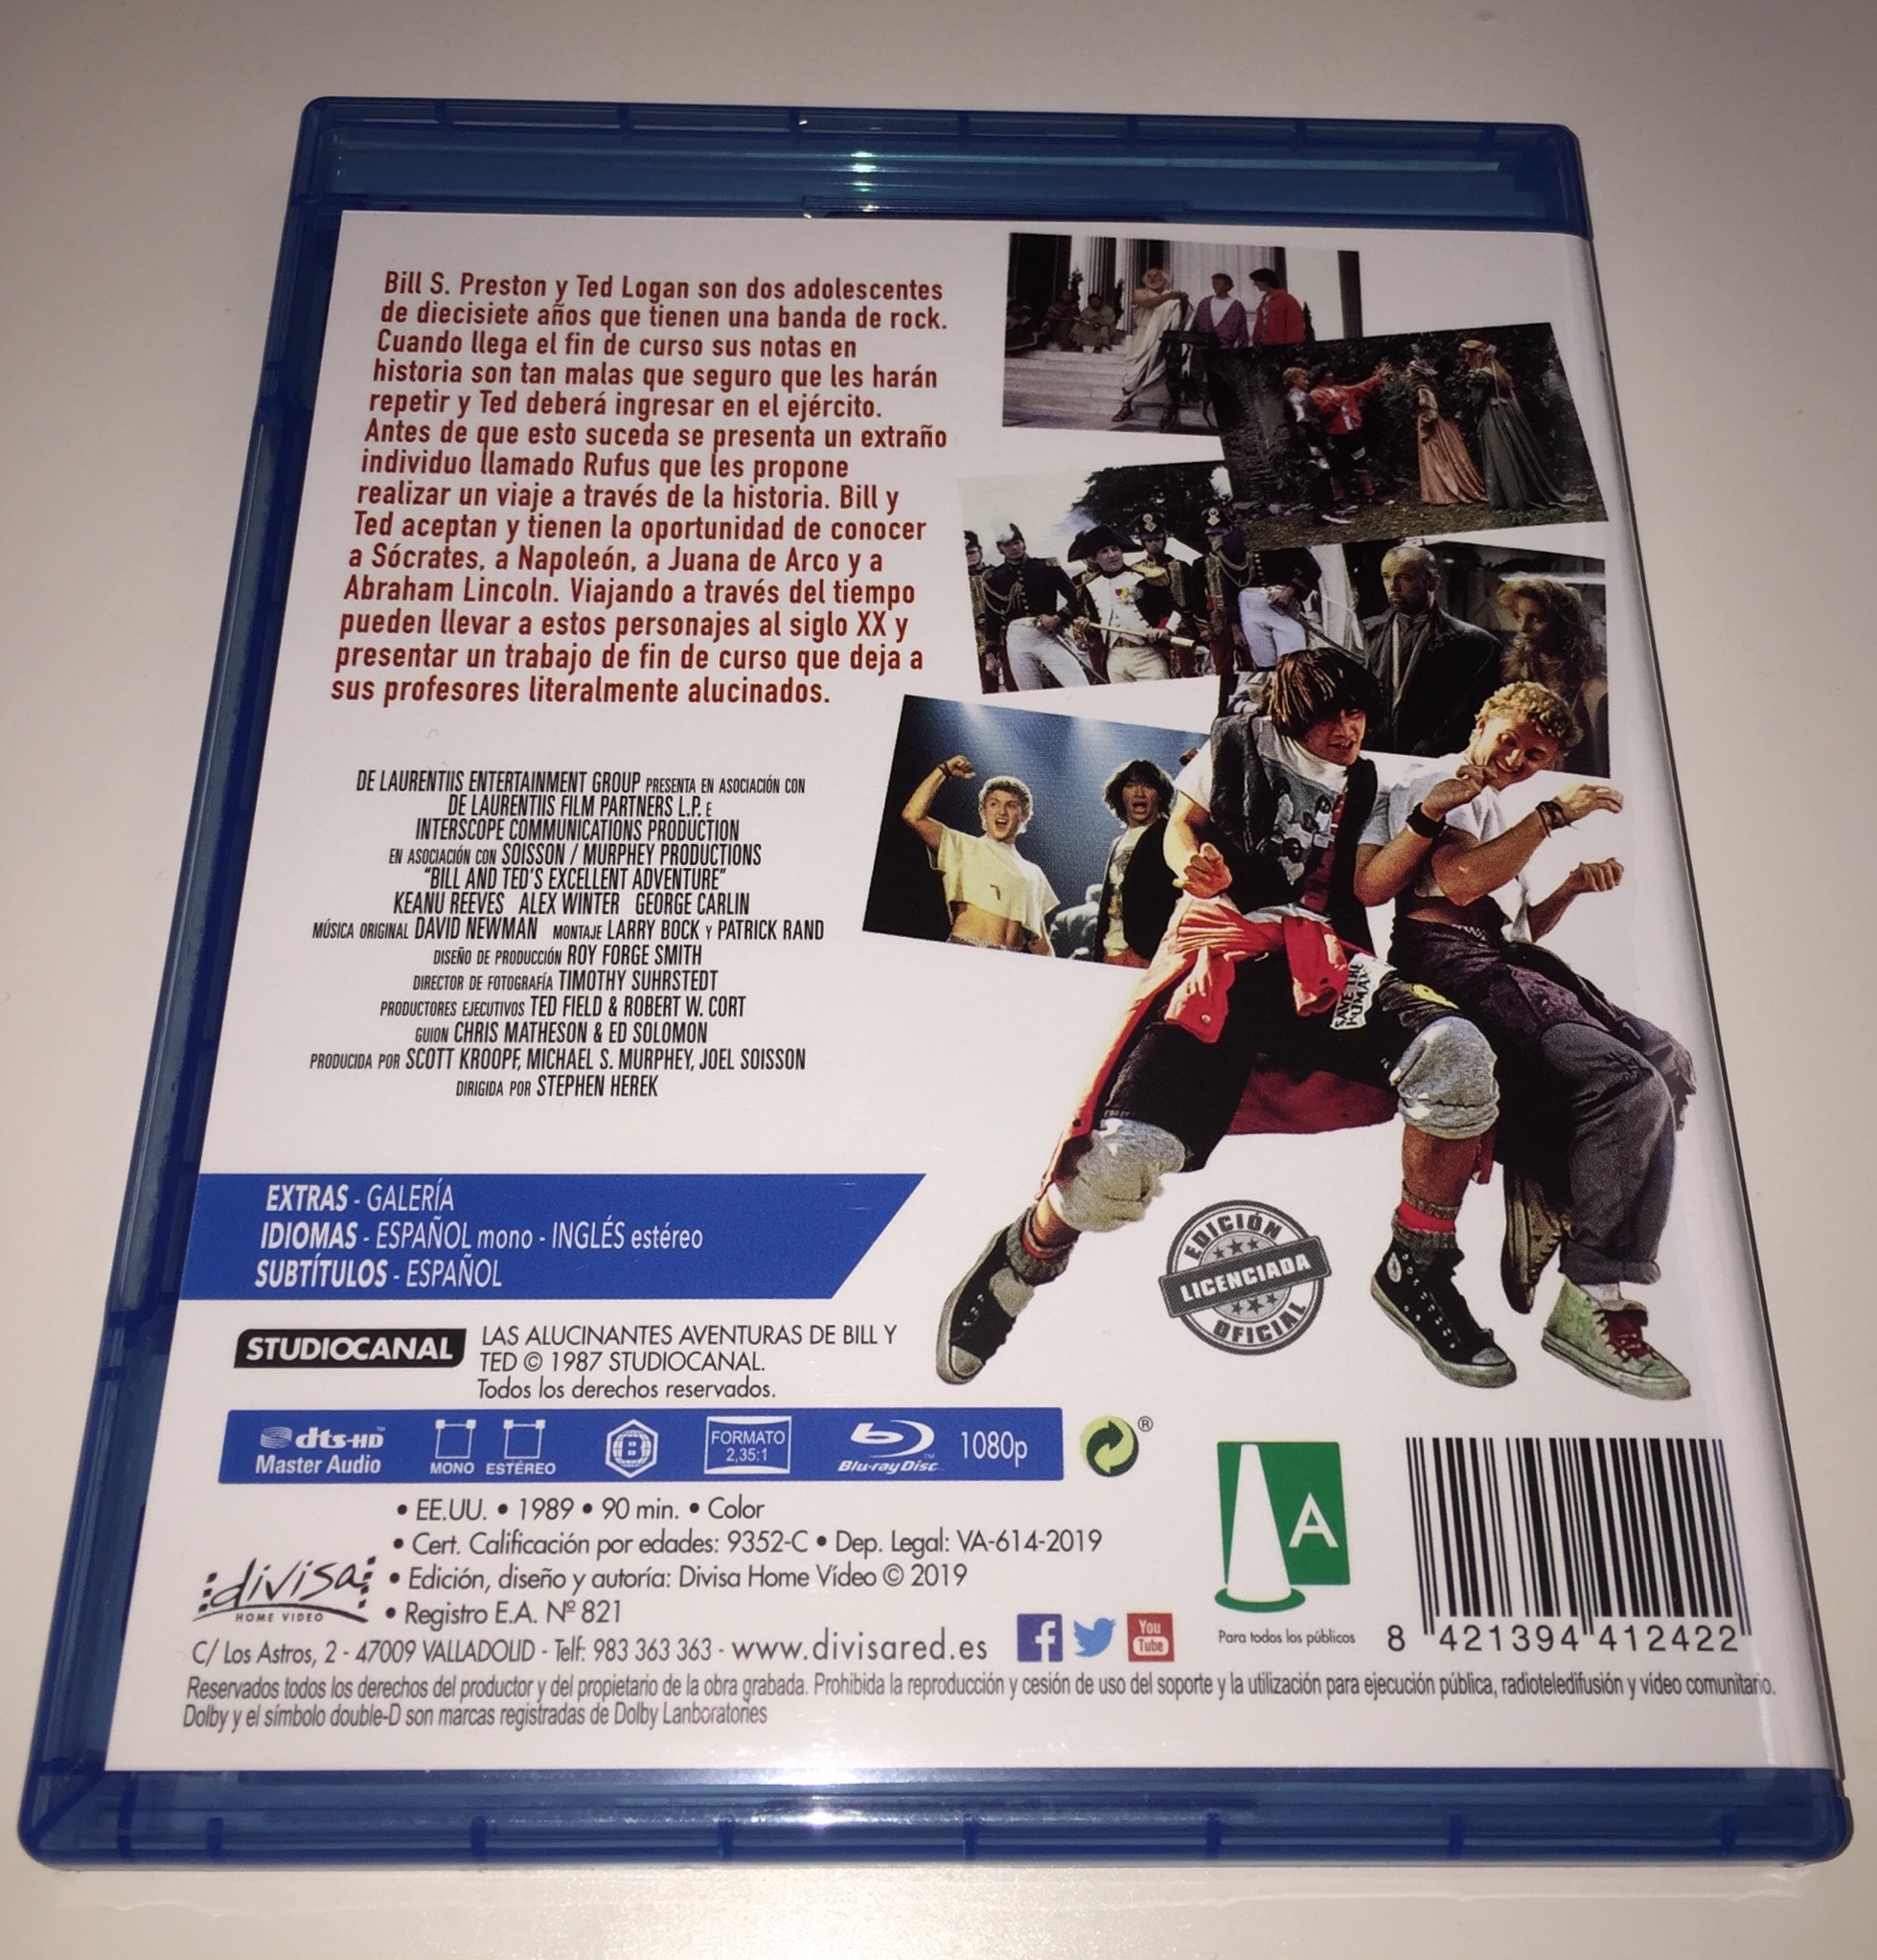 Bill S. Preston y Ted Logan son dos adolescentes
de diecisiete años que tienen una banda de rock.
Cuando llega el fin de curso sus notas en
historia son tan malas que seguro que les harán
repetir y Ted deberá ingresar en el ejército.
Antes de que esto suceda se presenta un extraño
individuo llamado Rufus que les propone
realizar un viaje a través de la historia. Bill y
Ted aceptan y tienen la oportunidad de conocer
a Sócrates, a Napoleón, a Juana de Arco y a
Abraham Lincoln. Viajando a través del tiempo
pueden llevar a estos personajes al siglo XX y
presentar un trabajo de fin de curso que deja a
sus profesores literalmente alucinados.
DE LAURENTIIS ENTERTAINMENT GROUP PRESENTA EN ASOCIACIÓN CON
DE LAURENTIIS FILM PARTNERS L.P. E
INTERSCOPE COMMUNICATIONS PRODUCTION
EN ASOCIACIÓN CON SOISSON / MURPHEY PRODUCTIONS
"BILL AND TED'S EXCELLENT ADVENTURE"
KEANU REEVES ALEX WINTER GEORGE CARLIN
MÚSICA ORIGINAL DAVID NEWMAN MONTAJE LARRY BOCK Y PATRICK RAND
DISEÑO DE PRODUCCIÓN ROY FORGE SMITH
DIRECTOR DE FOTOGRAFÍA TIMOTHY SUHRSTEDT
PRODUCTORES EJECUTIVOS TED FIELD & ROBERT W. CORT
GUION CHRIS MATHESON & ED SOLOMON
PRODUCIDA POR SCOTT KROOPF, MICHAEL S. MURPHEY, JOEL SOISSON
DIRIGIDA POR STEPHEN HEREK
SAVE THE
HUMANS
EXTRAS - GALERÍA
IDIOMAS - ESPAÑOL mono - INGLÉS estéreo
SUBTÍTULOS - ESPAÑOL
EDICIÓN
LICENCIADA
OFICIAL
STUDIOCANAL
LAS ALUCINANTES AVENTURAS DE BILL Y
TED © 1987 STUDIOCANAL.
Todos los derechos reservados.
dts-HD
Master Audio
MONO ESTÉREO
B
FORMATO
2,35:1
Blu-ray Disc™
1080p
®
• EE.UU. • 1989 • 90 min. • Color
• Cert. Calificación por edades: 9352-C • Dep. Legal: VA-614-2019
• Edición, diseño y autoría: Divisa Home Vídeo © 2019
• Registro E.A. Nº 821
divisa
HOME VIDEO
C/ Los Astros, 2 - 47009 VALLADOLID - Telf: 983 363 363 - www.divisared.es
f
You
Tube
A
Para todos los públicos
8 421394 412422
Reservados todos los derechos del productor y del propietario de la obra grabada. Prohibida la reproducción y cesión de uso del soporte y la utilización para ejecución pública, radioteledifusión y vídeo comunitario.
Dolby y el símbolo double-D son marcas registradas de Dolby Lanboratories